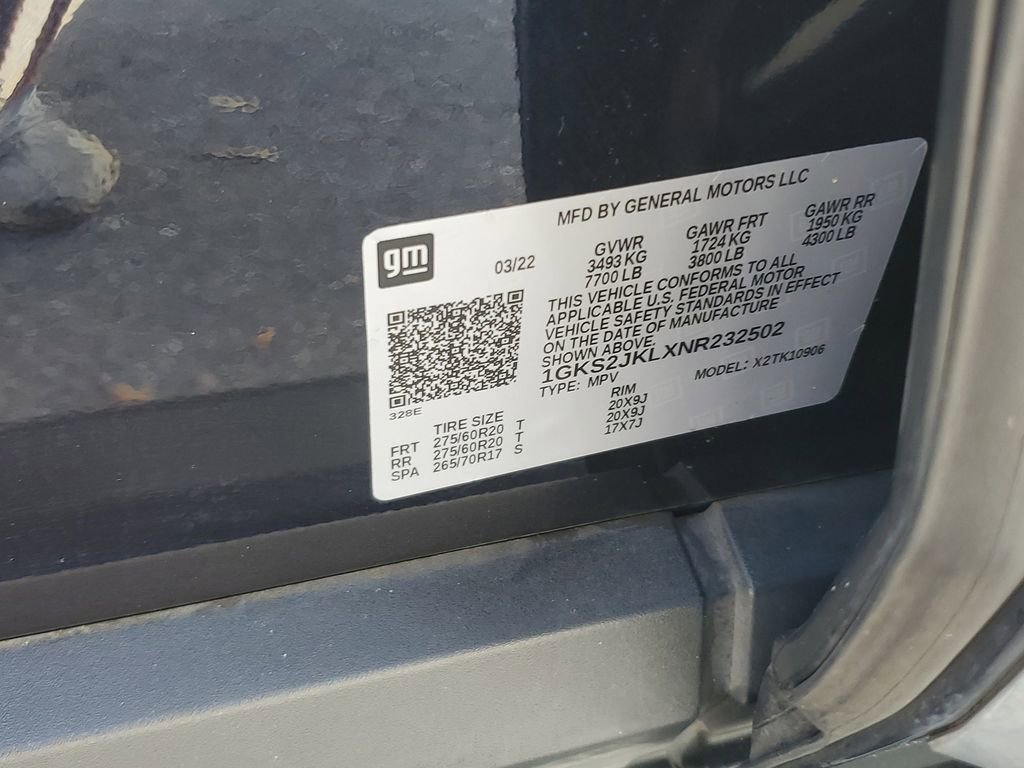 MFD BY GENERAL MOTORS LLC
gm
03/22
GVWR GAWR FRT GAWR RR
3493 KG 1724 KG 1950 KG
7700 LB 3800 LB 4300 LB
THIS VEHICLE CONFORMS TO ALL
APPLICABLE U.S. FEDERAL MOTOR
VEHICLE SAFETY STANDARDS IN EFFECT
ON THE DATE OF MANUFACTURE
SHOWN ABOVE.
1GKS2JKLXNR232502
TYPE: MPV MODEL: X2TK10906
328E
TIRE SIZE RIM
FRT 275/60R20 T 20X9J
RR 275/60R20 T 20X9J
SPA 265/70R17 S 17X7J